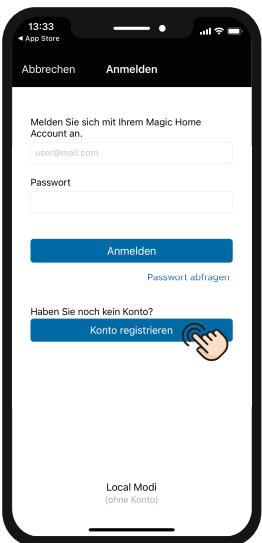 13:33
◀ App Store
Abbrechen Anmelden
Melden Sie sich mit Ihrem Magic Home
Account an.
user@mail.com
Passwort
Anmelden
Passwort abfragen
Haben Sie noch kein Konto?
Konto registrieren
Local Modi
(ohne Konto)